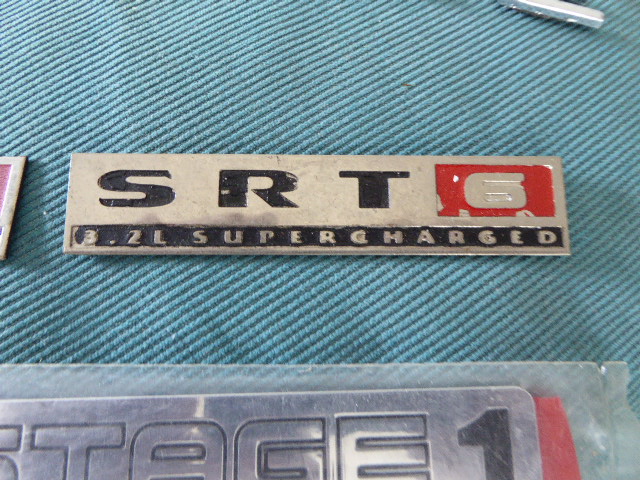 SRT6
3.2L SUPERCHARGED
STAGE 1